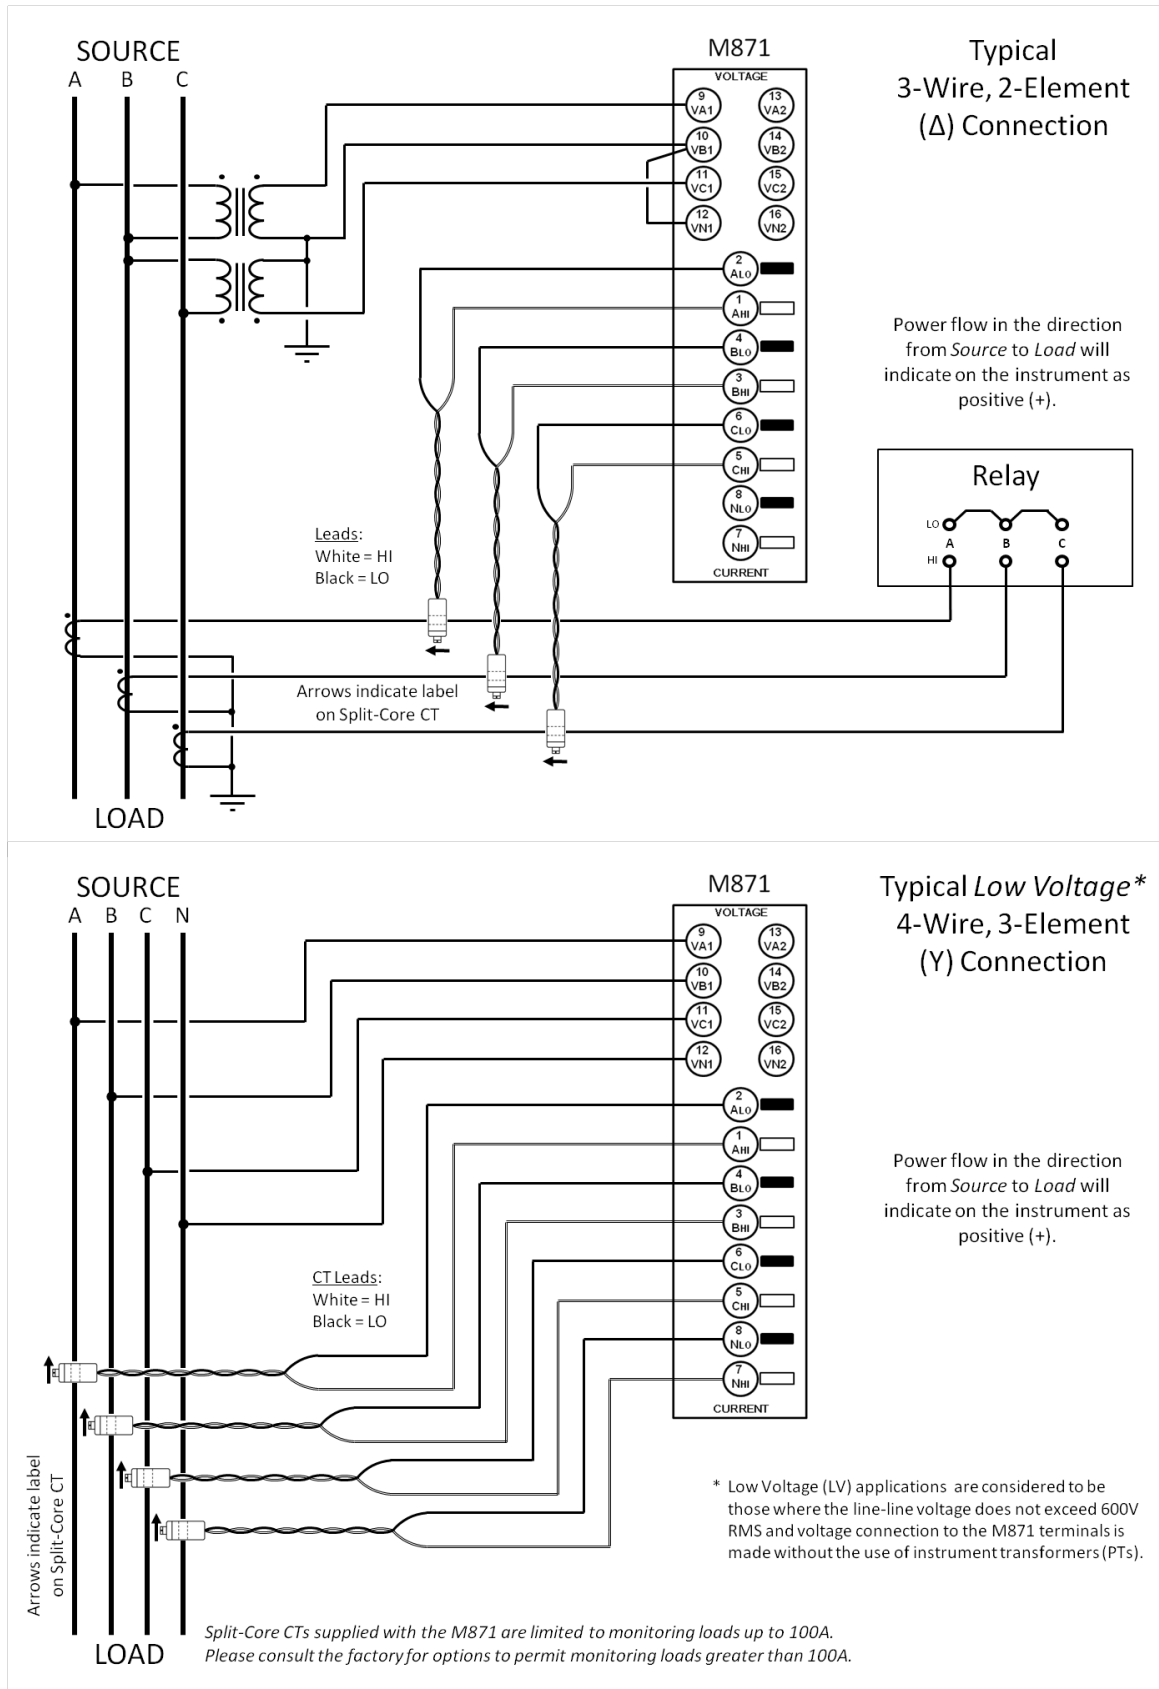 SOURCE
A B C
M871
VOLTAGE
9 VA1 13 VA2
10 VB1 14 VB2
11 VC1 15 VC2
12 VN1 16 VN2
2 ALO
1 AHI
4 BLO
3 BHI
6 CLO
5 CHI
8 NLO
7 NHI
CURRENT
Typical
3-Wire, 2-Element
(Δ) Connection
Power flow in the direction
from Source to Load will
indicate on the instrument as
positive (+).
Relay
LO
A B C
HI
Leads:
White = HI
Black = LO
Arrows indicate label
on Split-Core CT
LOAD
SOURCE
A B C N
M871
VOLTAGE
9 VA1 13 VA2
10 VB1 14 VB2
11 VC1 15 VC2
12 VN1 16 VN2
2 ALO
1 AHI
4 BLO
3 BHI
6 CLO
5 CHI
8 NLO
7 NHI
CURRENT
Typical Low Voltage*
4-Wire, 3-Element
(Y) Connection
Power flow in the direction
from Source to Load will
indicate on the instrument as
positive (+).
CT Leads:
White = HI
Black = LO
Arrows indicate label
on Split-Core CT
* Low Voltage (LV) applications are considered to be
those where the line-line voltage does not exceed 600V
RMS and voltage connection to the M871 terminals is
made without the use of instrument transformers (PTs).
LOAD
Split-Core CTs supplied with the M871 are limited to monitoring loads up to 100A.
Please consult the factory for options to permit monitoring loads greater than 100A.